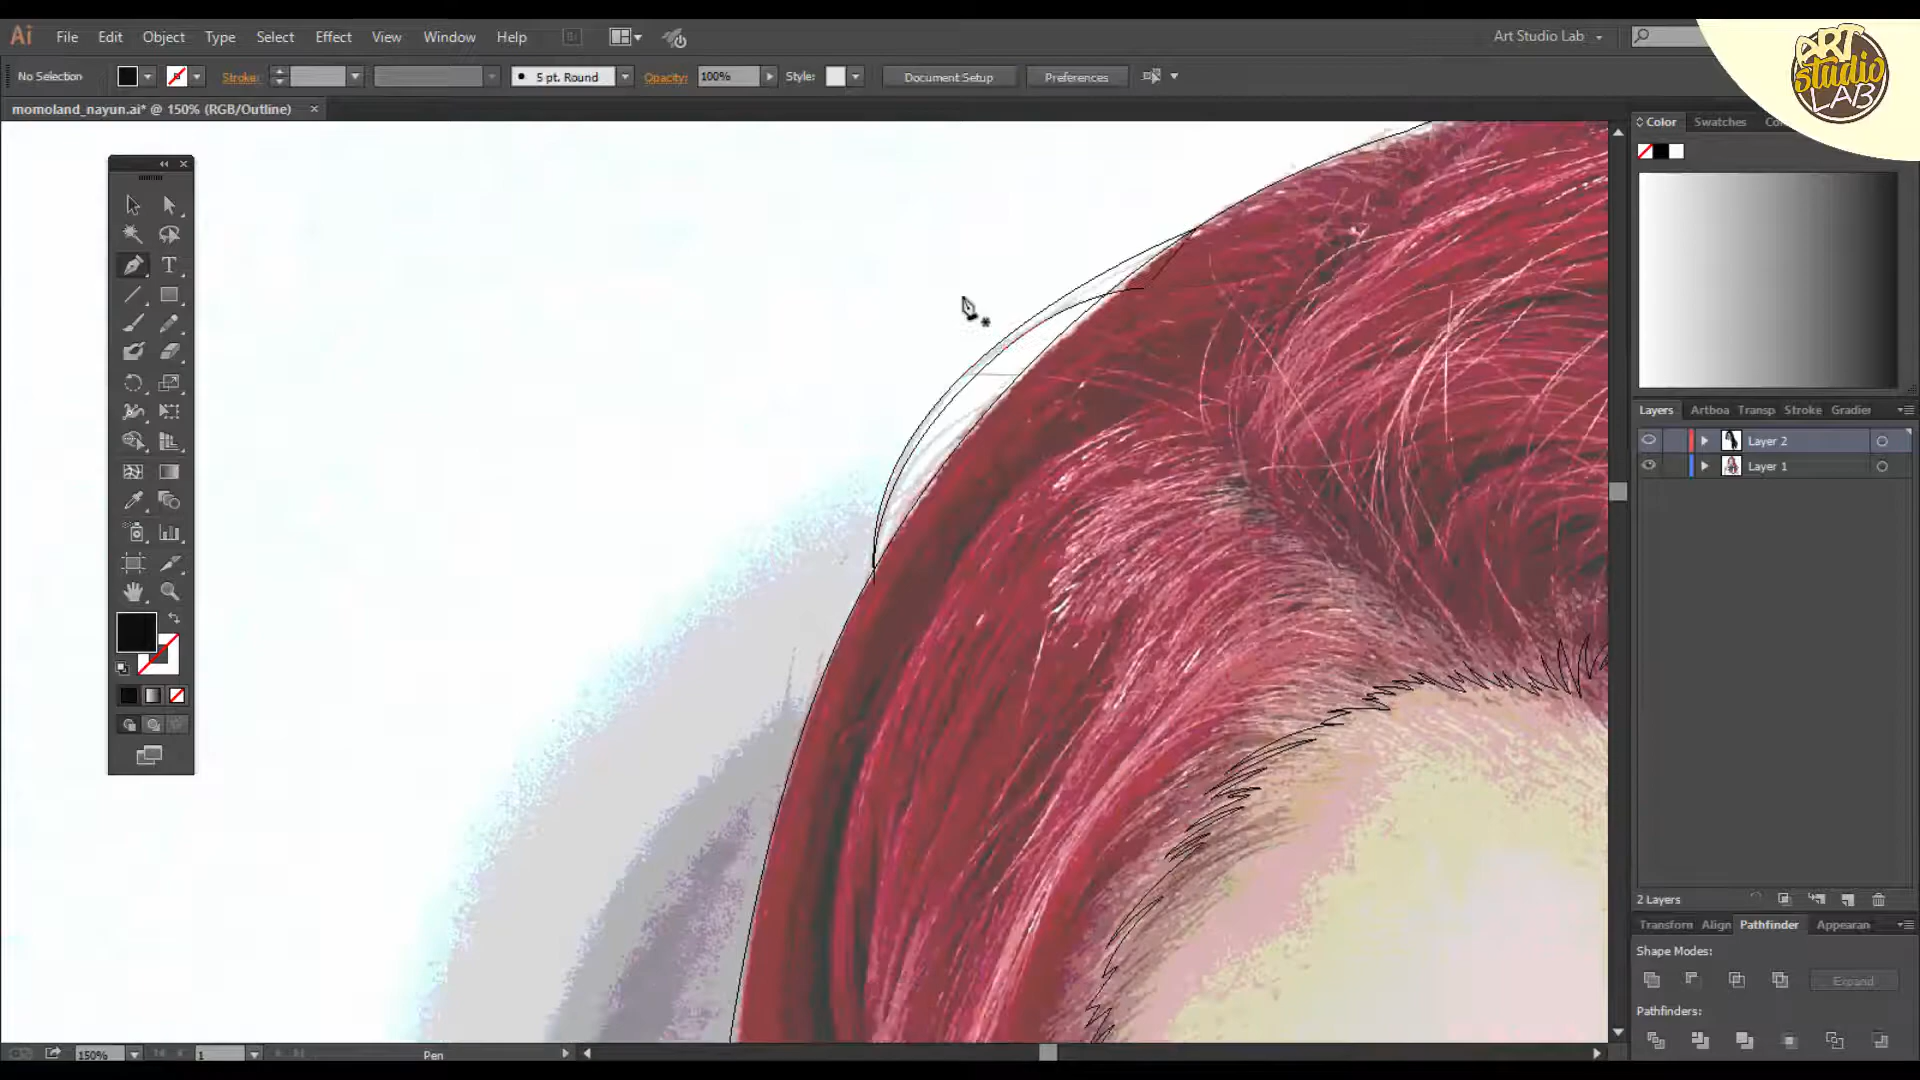 Ai File Edit Object Type Select Effect View Window Help Br Art Studio Lab
ART
studio
LAB
No Selection Stroke: 5 pt. Round Opacity: 100% Style: Document Setup Preferences
momoland_nayun.ai* @ 150% (RGB/Outline)
Color Swatches
Layers Artboa Transp Stroke Gradier
Layer 2
Layer 1
2 Layers
Transform Align Pathfinder Appearan
Shape Modes:
Expand
Pathfinders:
150% 1 Pen